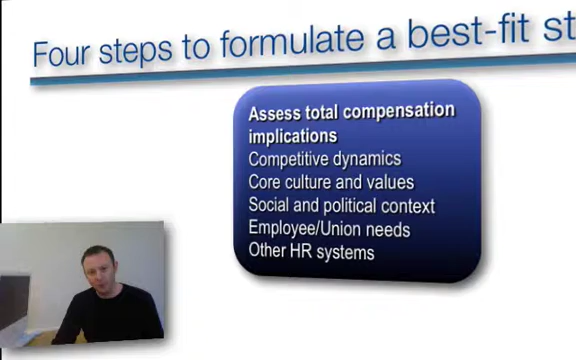 Four steps to formulate a best-fit
Assess total compensation
implications
Competitive dynamics
Core culture and values
Social and political context
Employee/Union needs
Other HR systems